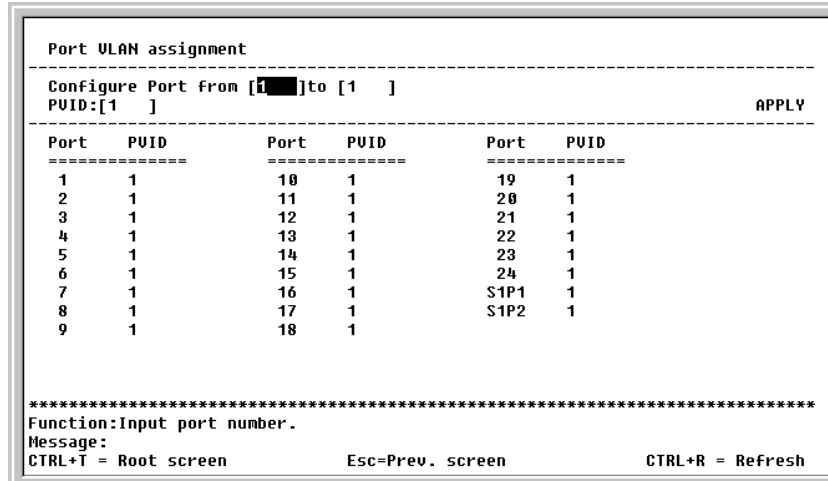 Port VLAN assignment
--------------------------------------------------------------------------------
Configure Port from [1   ]to [1   ]
PVID:[1   ] APPLY
--------------------------------------------------------------------------------
Port PVID Port PVID Port PVID
============== ============== ==============
1 1 10 1 19 1
2 1 11 1 20 1
3 1 12 1 21 1
4 1 13 1 22 1
5 1 14 1 23 1
6 1 15 1 24 1
7 1 16 1 S1P1 1
8 1 17 1 S1P2 1
9 1 18 1
********************************************************************************
Function:Input port number.
Message:
CTRL+T = Root screen Esc=Prev. screen CTRL+R = Refresh